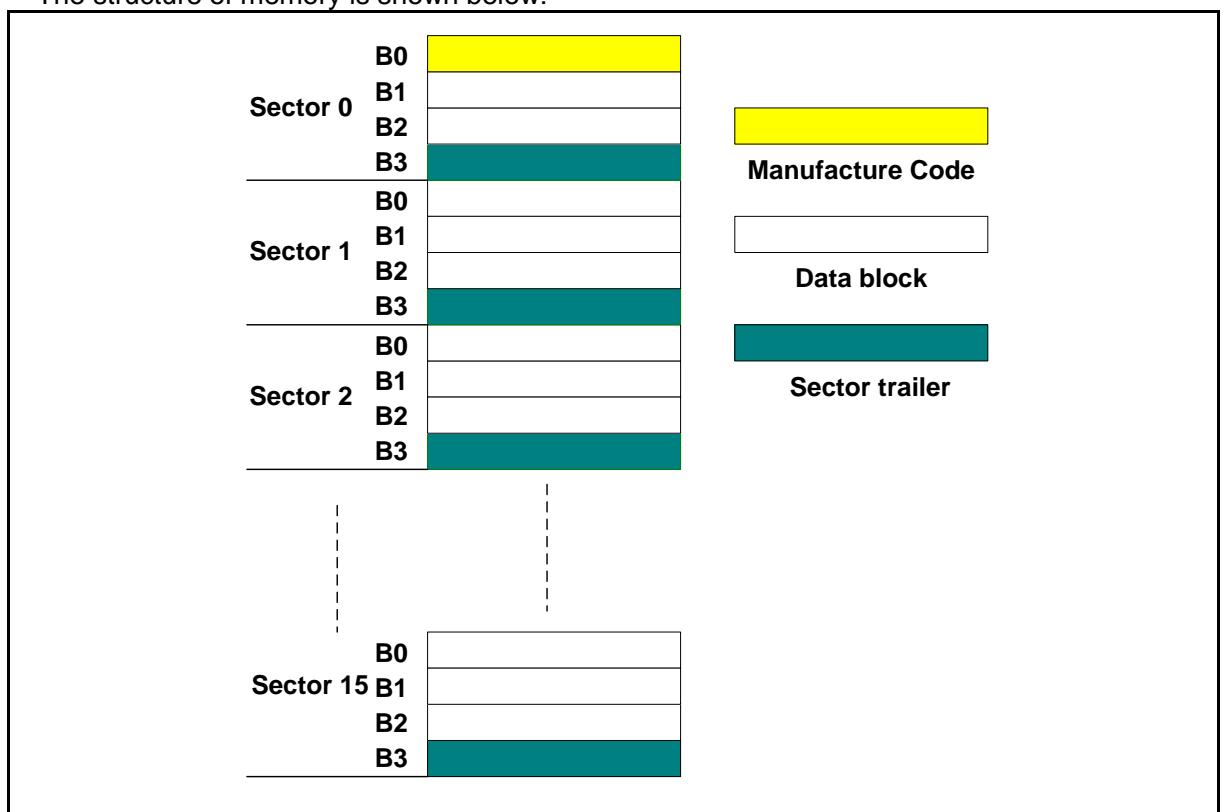 The structure of memory is shown below:
B0
Sector 0 B1
B2
B3
B0
Sector 1 B1
B2
B3
B0
Sector 2 B1
B2
B3
B0
Sector 15 B1
B2
B3
Manufacture Code
Data block
Sector trailer